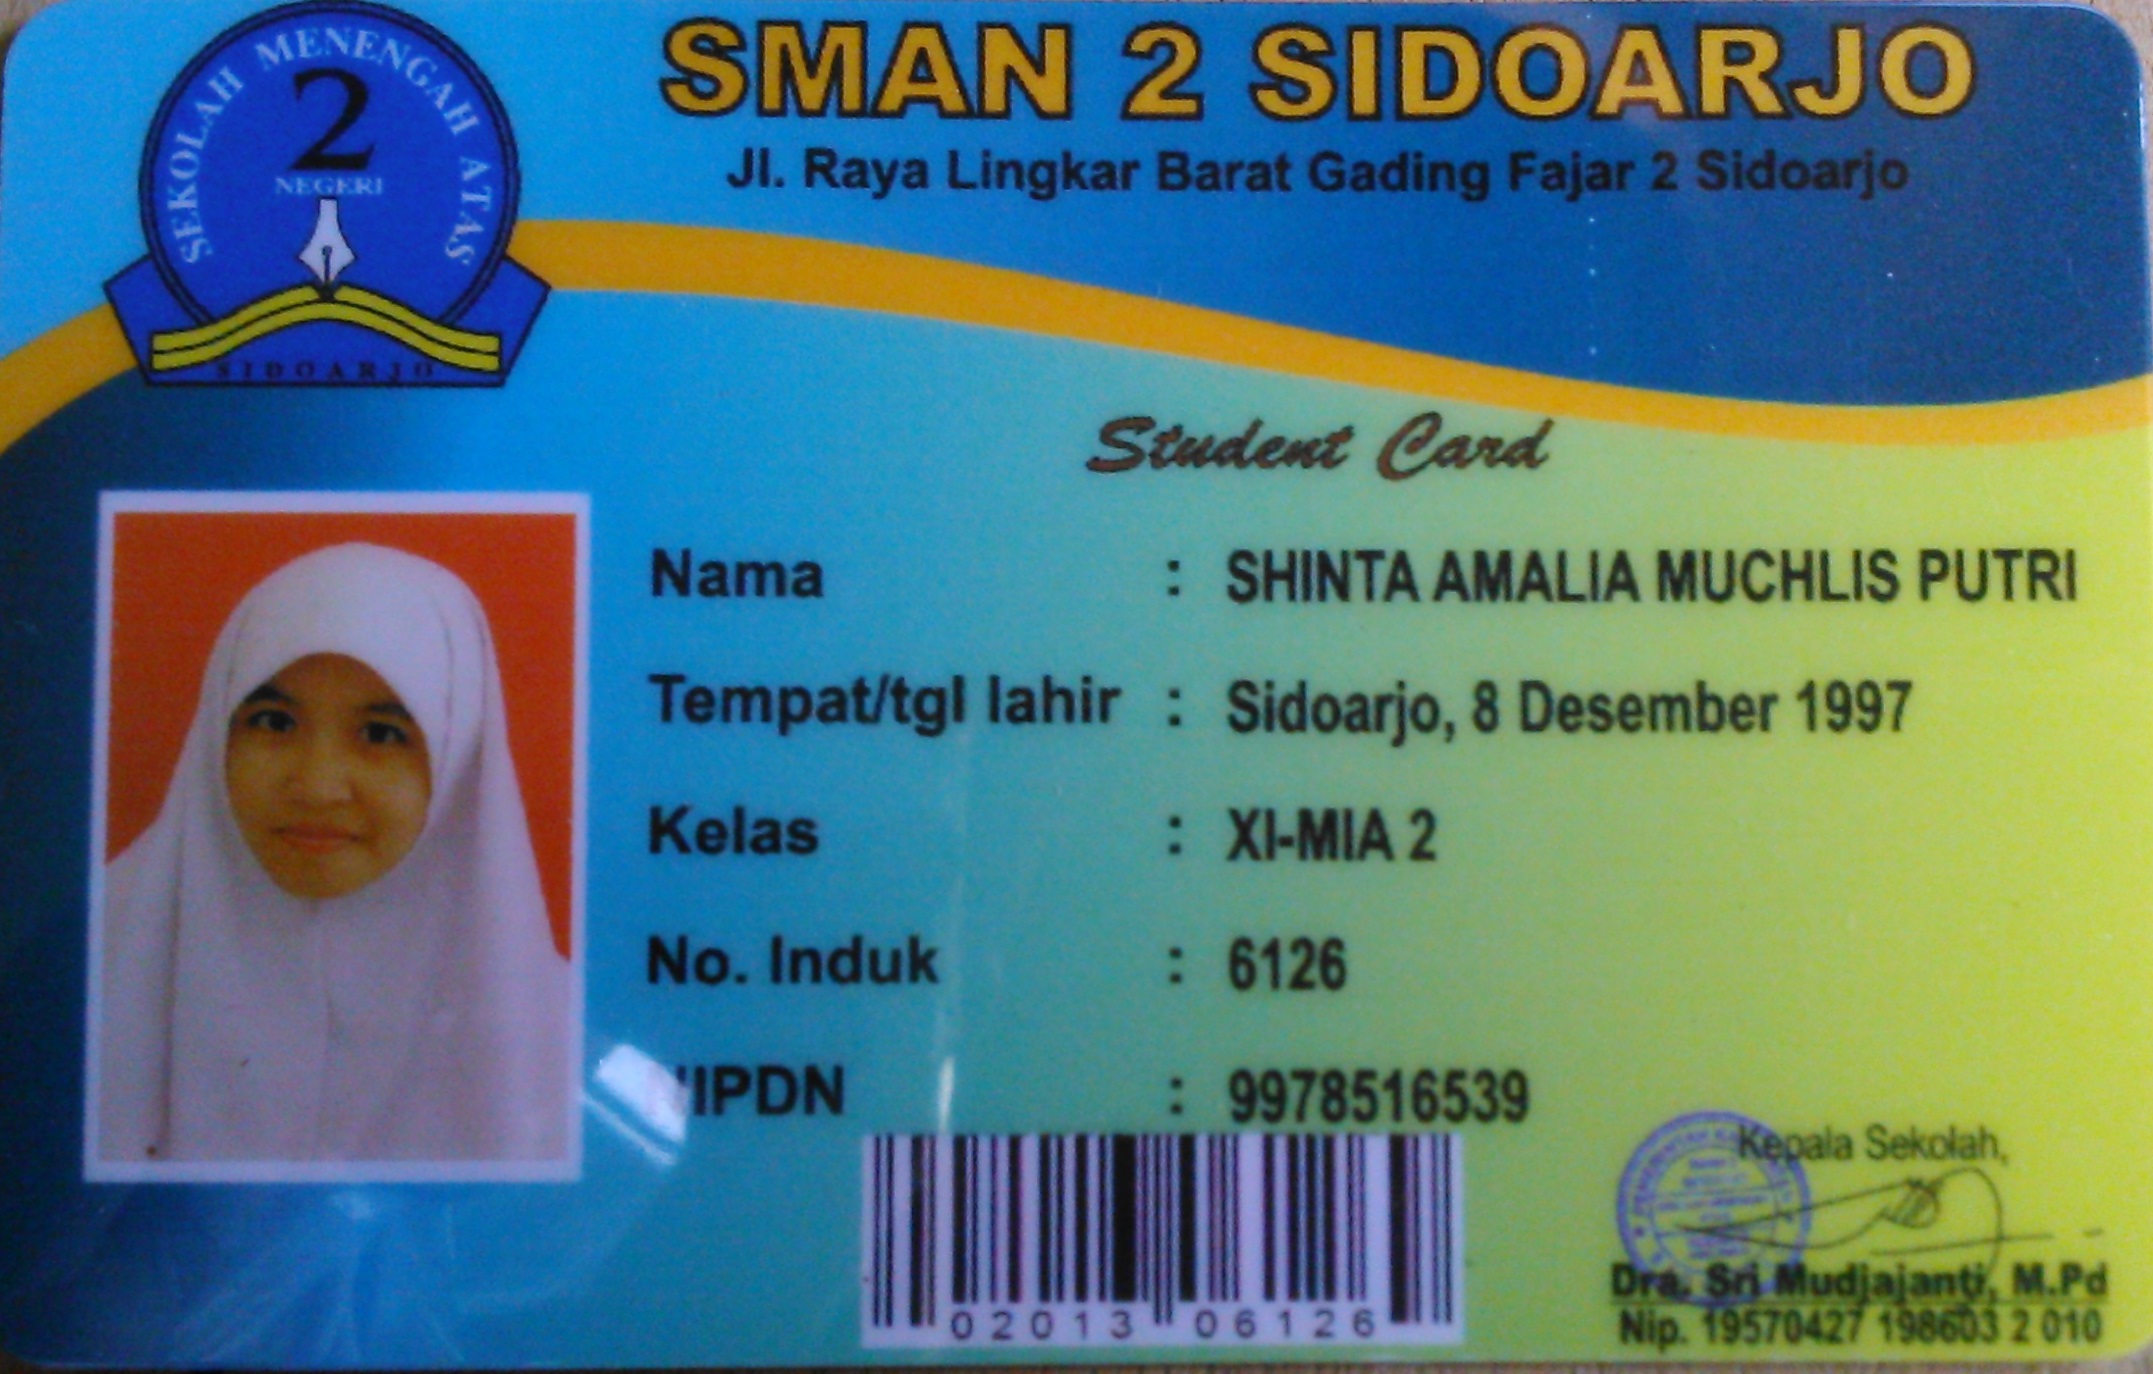 SEKOLAH MENENGAH ATAS
2
NEGERI
SIDOARJO
SMAN 2 SIDOARJO
Jl. Raya Lingkar Barat Gading Fajar 2 Sidoarjo
Student Card
Nama : SHINTA AMALIA MUCHLIS PUTRI
Tempat/tgl lahir : Sidoarjo, 8 Desember 1997
Kelas : XI-MIA 2
No. Induk : 6126
: 9978516539
02013 06126
Kepala Sekolah,
Dra. Sri Mudjajanti, M.Pd
Nip. 19570427 198603 2 010